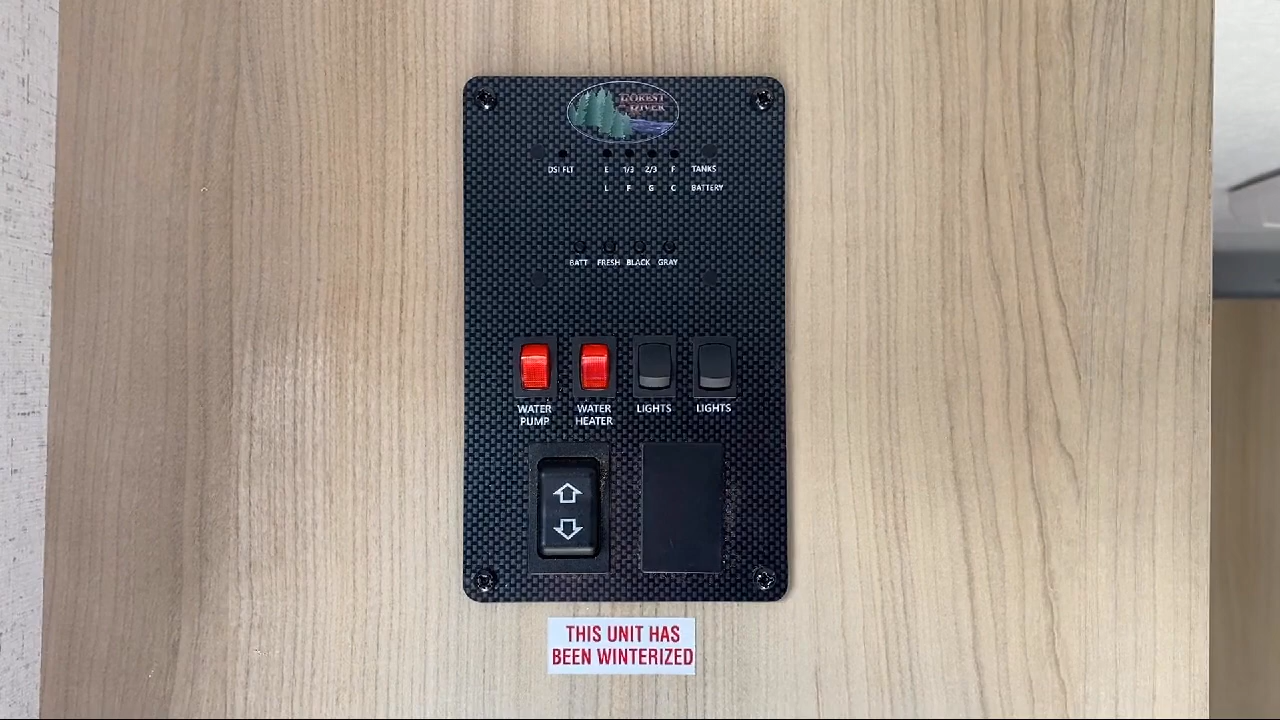 FOREST
RIVER
DSI FLT E 1/3 2/3 F TANKS
L F G C BATTERY
BATT FRESH BLACK GRAY
WATER PUMP
WATER HEATER
LIGHTS
LIGHTS
THIS UNIT HAS
BEEN WINTERIZED